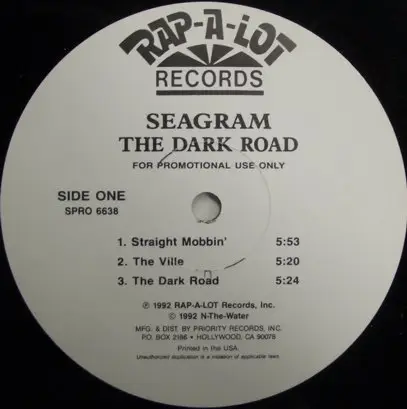 RAP-A-LOT
RECORDS
SEAGRAM
THE DARK ROAD
FOR PROMOTIONAL USE ONLY
SIDE ONE
SPRO 6638
1. Straight Mobbin' 5:53
2. The Ville 5:20
3. The Dark Road 5:24
℗ 1992 RAP-A-LOT Records, Inc.
© 1992 N-The-Water
MFG. & DIST. BY PRIORITY RECORDS, INC.
P.O. BOX 2186 • HOLLYWOOD, CA 90078
Printed in the USA.
Unauthorized duplication is a violation of applicable laws.